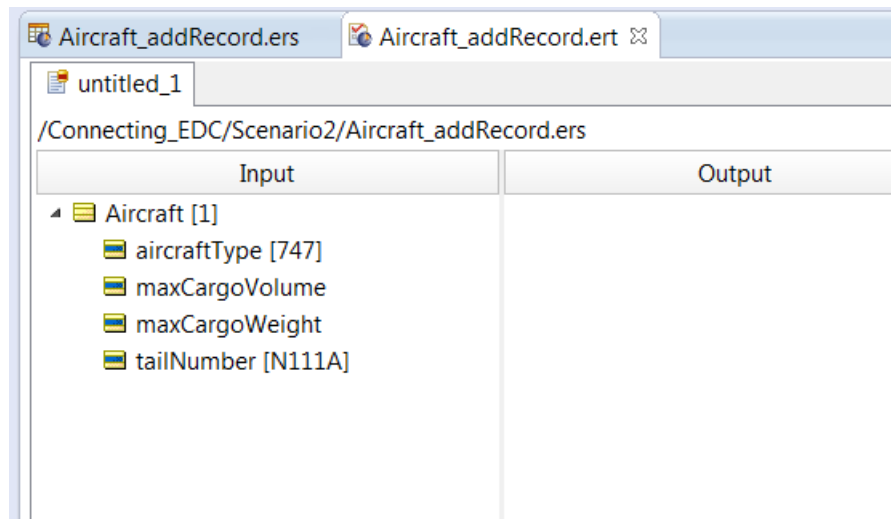 Aircraft_addRecord.ers Aircraft_addRecord.ert
untitled_1
/Connecting_EDC/Scenario2/Aircraft_addRecord.ers
Input Output
Aircraft [1]
aircraftType [747]
maxCargoVolume
maxCargoWeight
tailNumber [N111A]